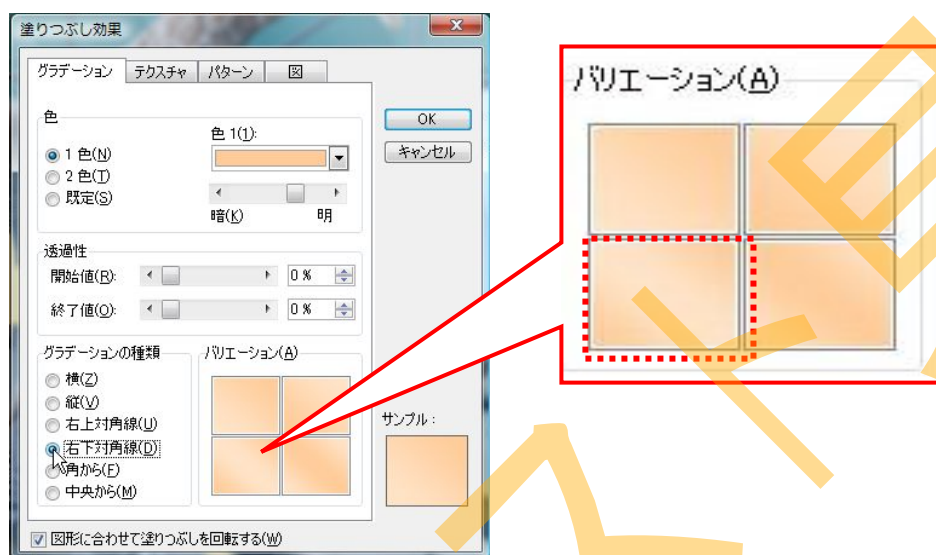 塗りつぶし効果
グラデーション テクスチャ パターン 図
色
1 色(N)
2 色(T)
既定(S)
色 1(1):
暗(K) 明
OK
キャンセル
透過性
開始値(R): 0 %
終了値(O): 0 %
グラデーションの種類
横(Z)
縦(V)
右上対角線(U)
右下対角線(D)
角から(F)
中央から(M)
バリエーション(A)
サンプル:
図形に合わせて塗りつぶしを回転する(W)
バリエーション(A)